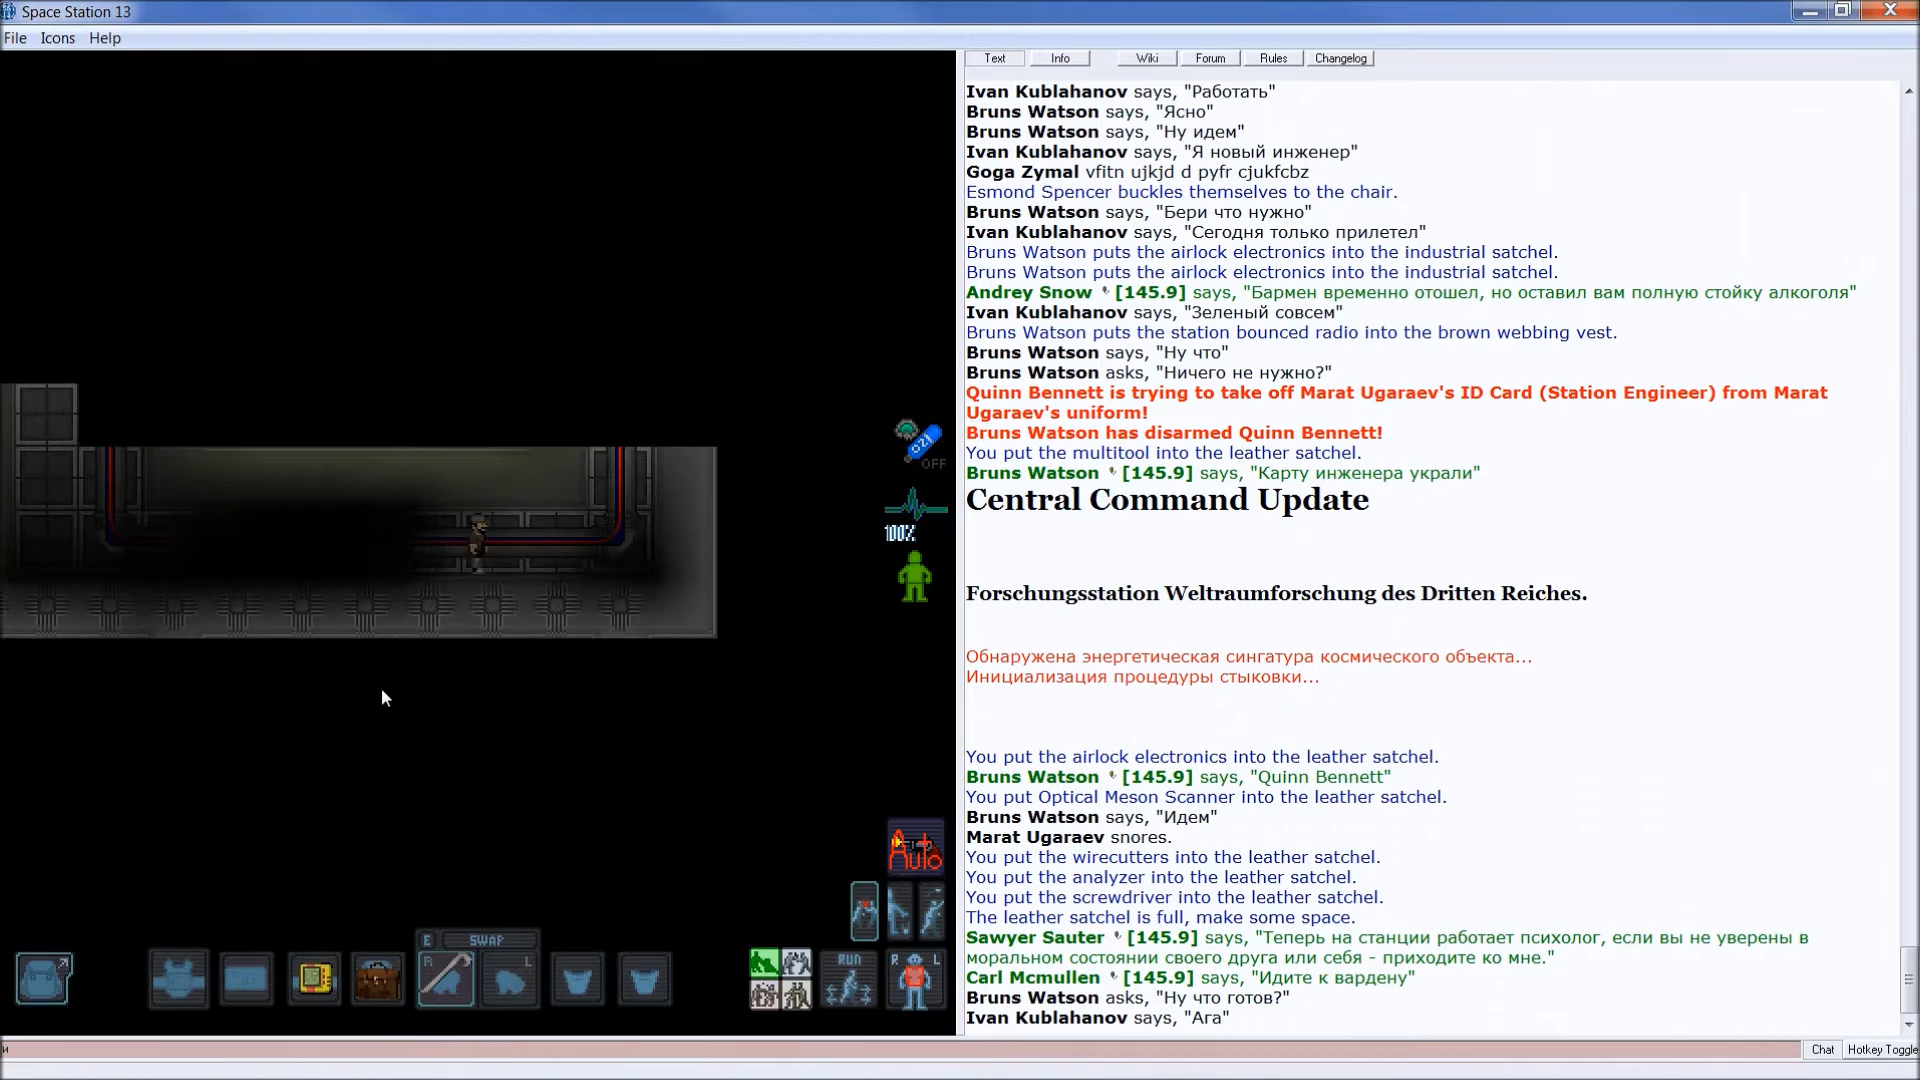 Space Station 13
File Icons Help
Text Info Wiki Forum Rules Changelog
Ivan Kublahanov says, "Работать"
Bruns Watson says, "Ясно"
Bruns Watson says, "Ну идем"
Ivan Kublahanov says, "Я новый инженер"
Goga Zymal vfitn ujkjd d pyfr cjukfcbz
Esmond Spencer buckles themselves to the chair.
Bruns Watson says, "Бери что нужно"
Ivan Kublahanov says, "Сегодня только прилетел"
Bruns Watson puts the airlock electronics into the industrial satchel.
Bruns Watson puts the airlock electronics into the industrial satchel.
Andrey Snow [145.9] says, "Бармен временно отошел, но оставил вам полную стойку алкоголя"
Ivan Kublahanov says, "Зеленый совсем"
Bruns Watson puts the station bounced radio into the brown webbing vest.
Bruns Watson says, "Ну что"
Bruns Watson asks, "Ничего не нужно?"
Quinn Bennett is trying to take off Marat Ugaraev's ID Card (Station Engineer) from Marat
Ugaraev's uniform!
Bruns Watson has disarmed Quinn Bennett!
You put the multitool into the leather satchel.
Bruns Watson [145.9] says, "Карту инженера украли"
Central Command Update
Forschungsstation Weltraumforschung des Dritten Reiches.
Обнаружена энергетическая сингатура космического объекта...
Инициализация процедуры стыковки...
You put the airlock electronics into the leather satchel.
Bruns Watson [145.9] says, "Quinn Bennett"
You put Optical Meson Scanner into the leather satchel.
Bruns Watson says, "Идем"
Marat Ugaraev snores.
You put the wirecutters into the leather satchel.
You put the analyzer into the leather satchel.
You put the screwdriver into the leather satchel.
The leather satchel is full, make some space.
Sawyer Sauter [145.9] says, "Теперь на станции работает психолог, если вы не уверены в
моральном состоянии своего друга или себя - приходите ко мне."
Carl Mcmullen [145.9] says, "Идите к вардену"
Bruns Watson asks, "Ну что готов?"
Ivan Kublahanov says, "Ага"
O2
OFF
100%
Auto
E SWAP
R L
RUN
R L
и
Chat Hotkey Toggle